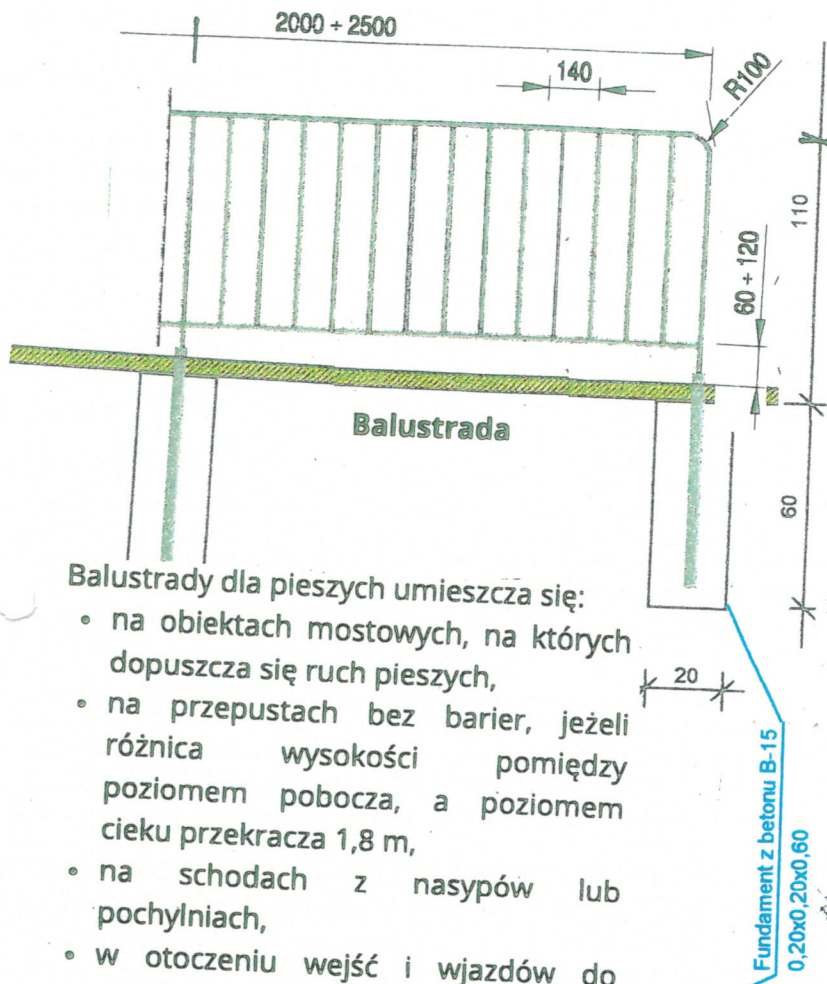 2000 ÷ 2500
140
R100
110
60 ÷ 120
Balustrada
60
Balustrady dla pieszych umieszcza się:
• na obiektach mostowych, na których
dopuszcza się ruch pieszych,
20
• na przepustach bez barier, jeżeli
różnica wysokości pomiędzy
poziomem pobocza, a poziomem
cieku przekracza 1,8 m,
• na schodach z nasypów lub
pochylniach,
• w otoczeniu wejść i wjazdów do
Fundament z betonu B-15
0,20x0,20x0,60